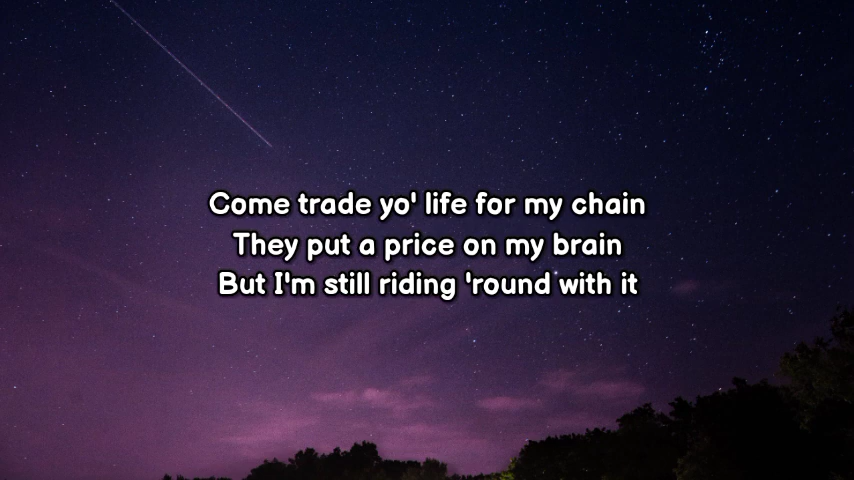 Come trade yo' life for my chain
They put a price on my brain
But I'm still riding 'round with it